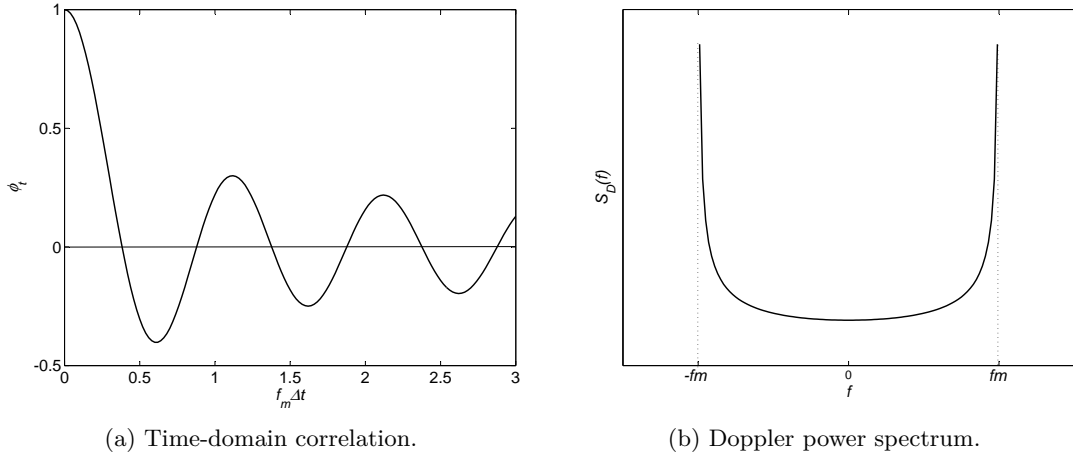 1
0.5
0
-0.5
ϕt
0 0.5 1 1.5 2 2.5 3
fmΔt
(a) Time-domain correlation.
SD(f)
-fm 0 fm
f
(b) Doppler power spectrum.